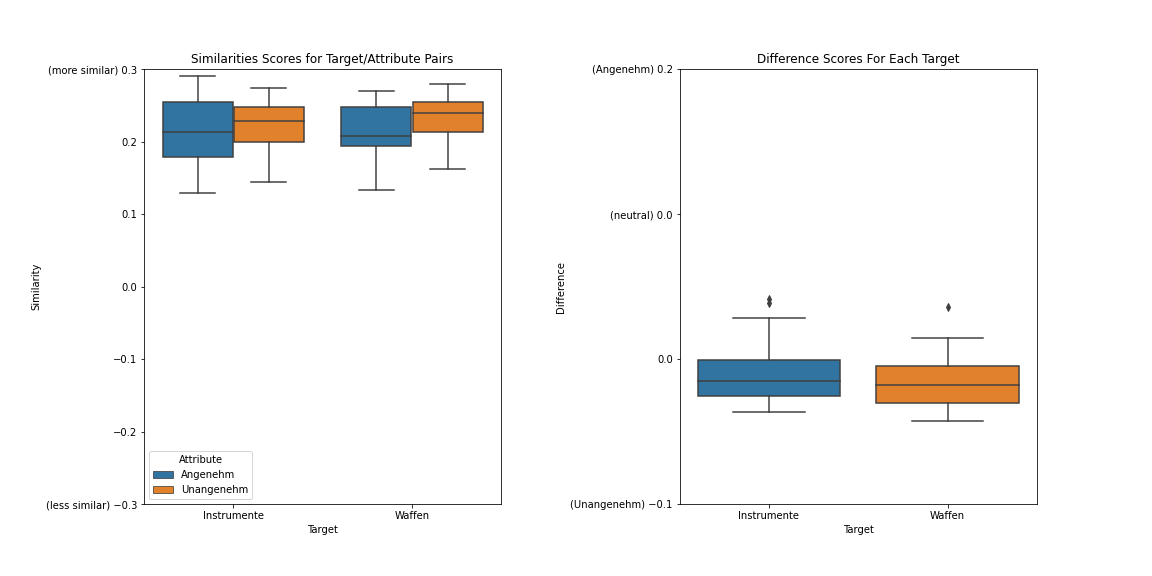 Similarities Scores for Target/Attribute Pairs
(more similar) 0.3
0.2
0.1
0.0
−0.1
−0.2
(less similar) −0.3
Similarity
Attribute
Angenehm
Unangenehm
Instrumente
Waffen
Target
Difference Scores For Each Target
(Angenehm) 0.2
(neutral) 0.0
0.0
(Unangenehm) −0.1
Difference
Instrumente
Waffen
Target